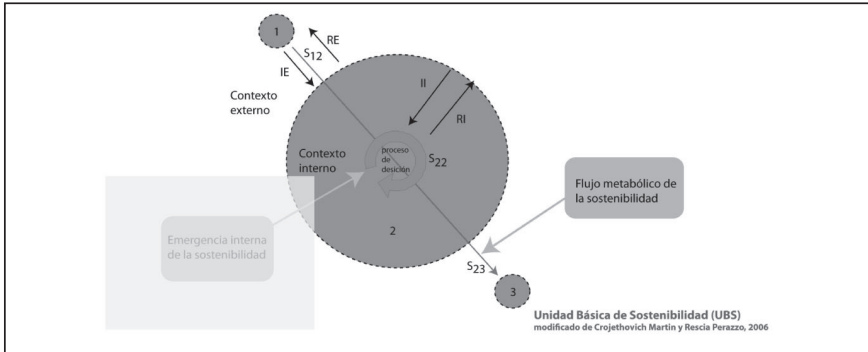 1
RE
S12
IE
Contexto
externo
II
RI
Contexto
interno
proceso
de
desición
S22
Flujo metabólico de
la sostenibilidad
Emergencia interna
de la sostenibilidad
2
S23
3
Unidad Básica de Sostenibilidad (UBS)
modificado de Crojethovich Martin y Rescia Perazzo, 2006